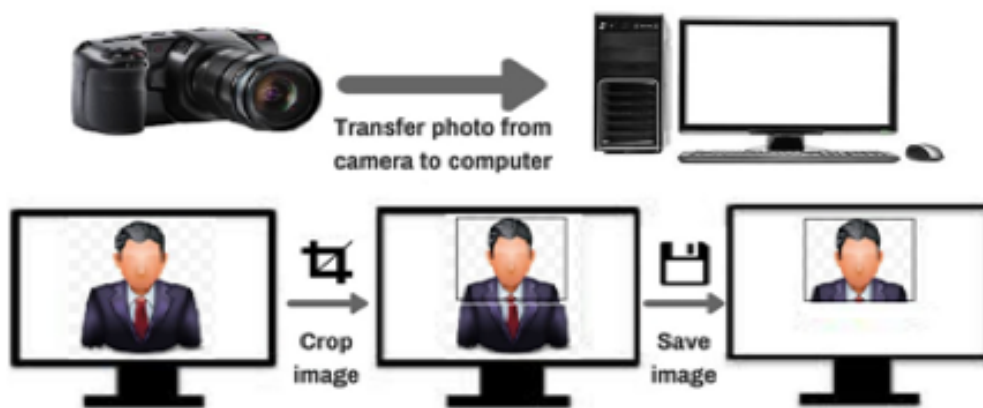 Transfer photo from
camera to computer
Crop
image
Save
image